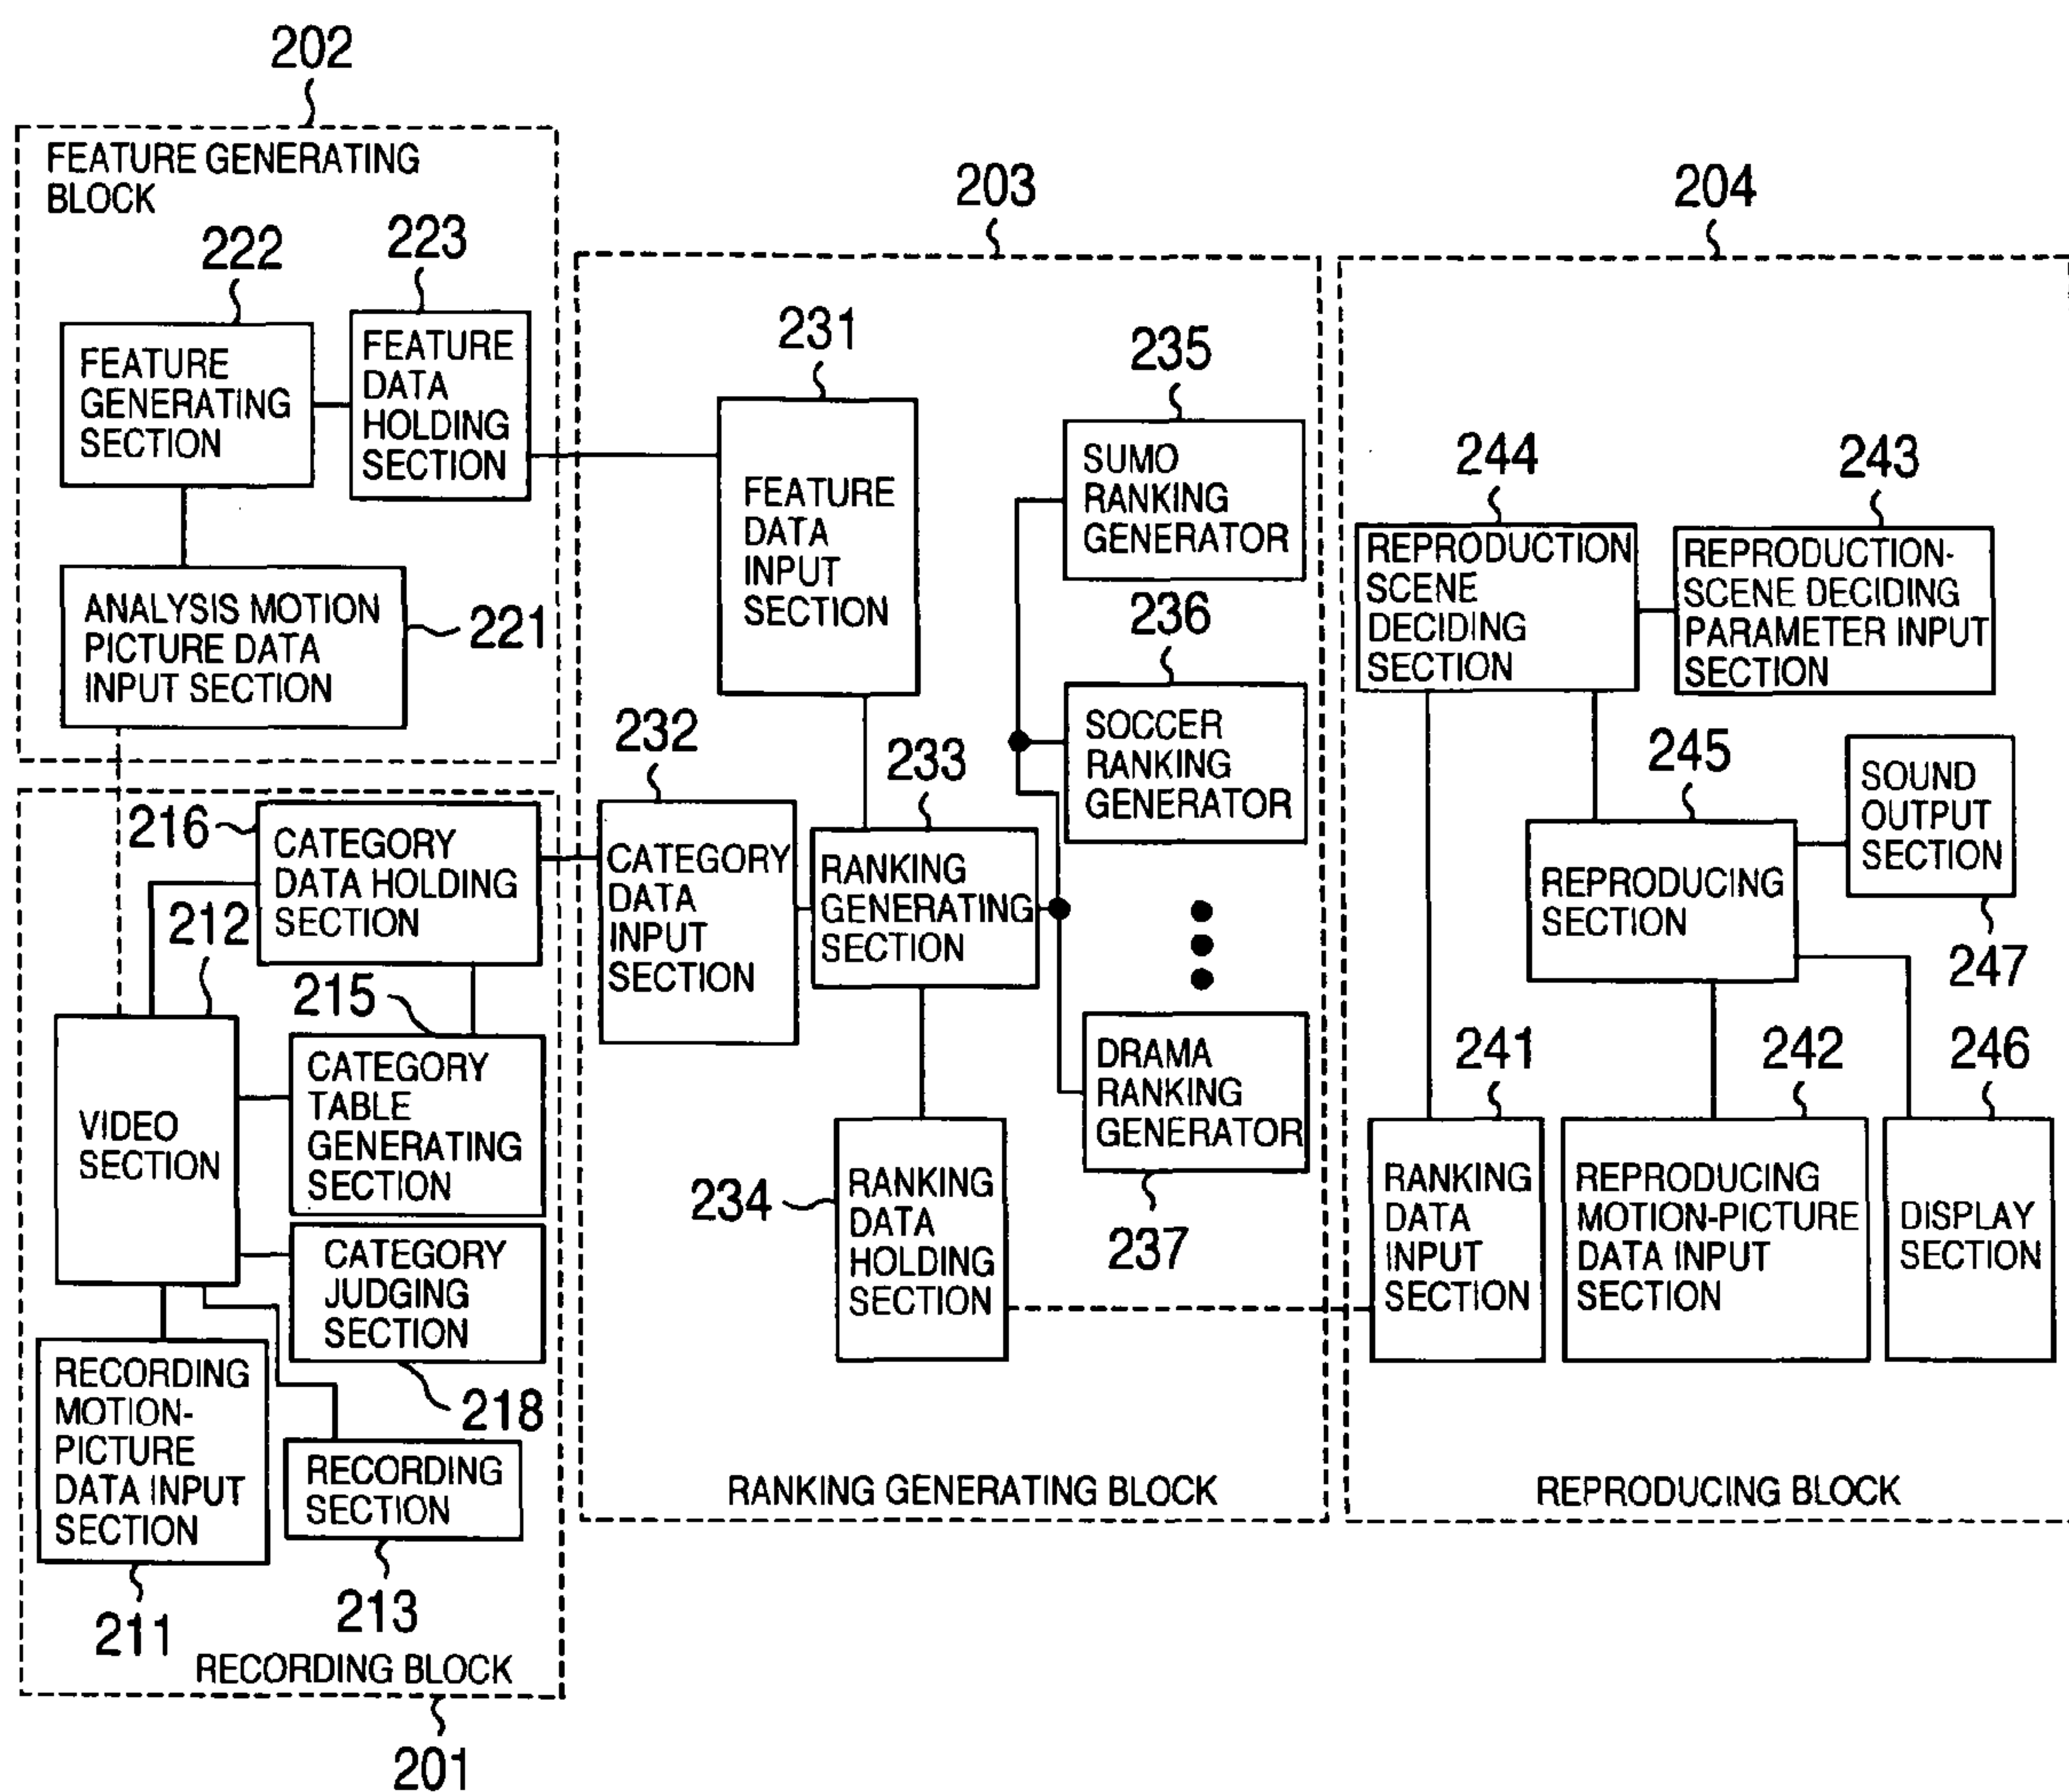 202
FEATURE GENERATING
BLOCK
222
223
FEATURE
GENERATING
SECTION
FEATURE
DATA
HOLDING
SECTION
ANALYSIS MOTION
PICTURE DATA
INPUT SECTION
221
216
CATEGORY
DATA HOLDING
SECTION
212
215
VIDEO
SECTION
CATEGORY
TABLE
GENERATING
SECTION
CATEGORY
JUDGING
SECTION
218
RECORDING
MOTION-
PICTURE
DATA INPUT
SECTION
RECORDING
SECTION
211
213
RECORDING BLOCK
201
203
231
FEATURE
DATA
INPUT
SECTION
235
SUMO
RANKING
GENERATOR
236
SOCCER
RANKING
GENERATOR
232
CATEGORY
DATA
INPUT
SECTION
233
RANKING
GENERATING
SECTION
DRAMA
RANKING
GENERATOR
237
234
RANKING
DATA
HOLDING
SECTION
RANKING GENERATING BLOCK
204
244
243
REPRODUCTION
SCENE
DECIDING
SECTION
REPRODUCTION-
SCENE DECIDING
PARAMETER INPUT
SECTION
245
REPRODUCING
SECTION
SOUND
OUTPUT
SECTION
247
241
242
246
RANKING
DATA
INPUT
SECTION
REPRODUCING
MOTION-PICTURE
DATA INPUT
SECTION
DISPLAY
SECTION
REPRODUCING BLOCK